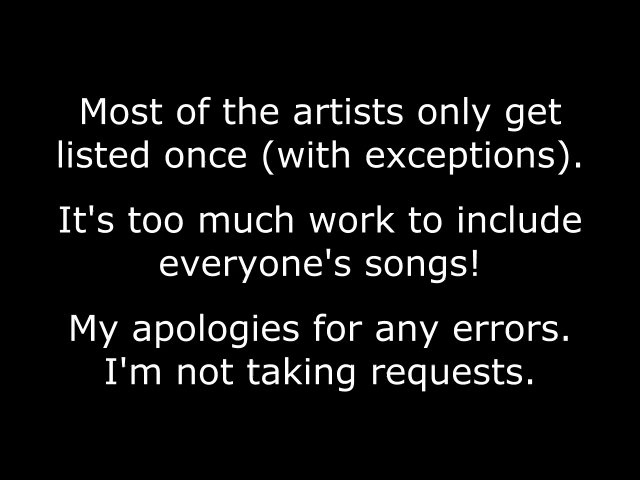 Most of the artists only get
listed once (with exceptions).
It's too much work to include
everyone's songs!
My apologies for any errors.
I'm not taking requests.